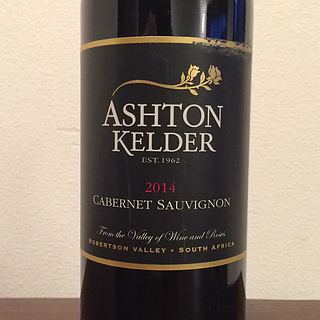 ASHTON
KELDER
EST. 1962
2014
CABERNET SAUVIGNON
From the Valley of Wine and Roses
ROBERTSON VALLEY • SOUTH AFRICA